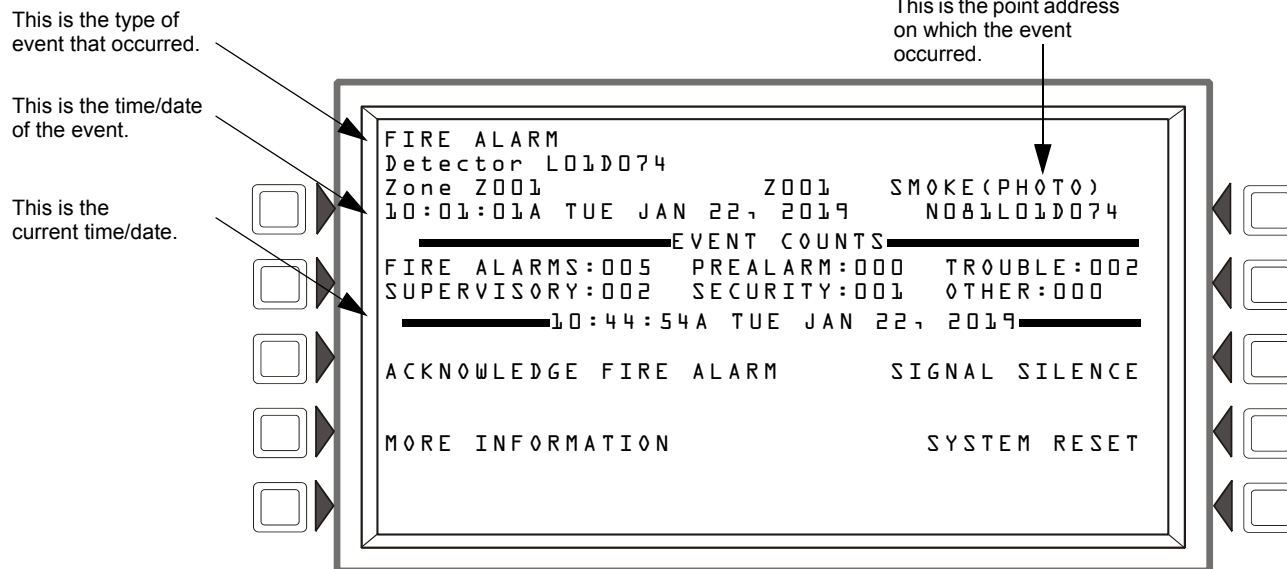 This is the type of
event that occurred.
This is the point address
on which the event
occurred.
This is the time/date
of the event.
This is the
current time/date.
FIRE ALARM
Detector L01D074
Zone Z001 Z001 SMOKE(PHOTO)
10:01:01A TUE JAN 22, 2019 N081L01D074
EVENT COUNTS
FIRE ALARMS:005 PREALARM:000 TROUBLE:002
SUPERVISORY:002 SECURITY:001 OTHER:000
10:44:54A TUE JAN 22, 2019
ACKNOWLEDGE FIRE ALARM SIGNAL SILENCE
MORE INFORMATION SYSTEM RESET